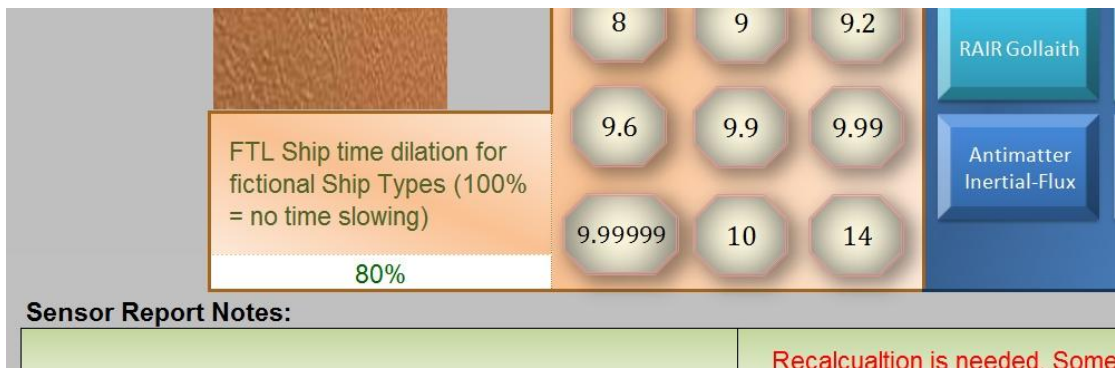 8 9 9.2
RAIR Gollaith
9.6 9.9 9.99
FTL Ship time dilation for
fictional Ship Types (100%
= no time slowing)
Antimatter
Inertial-Flux
9.99999 10 14
80%
Sensor Report Notes:
Recalcualtion is needed. Some